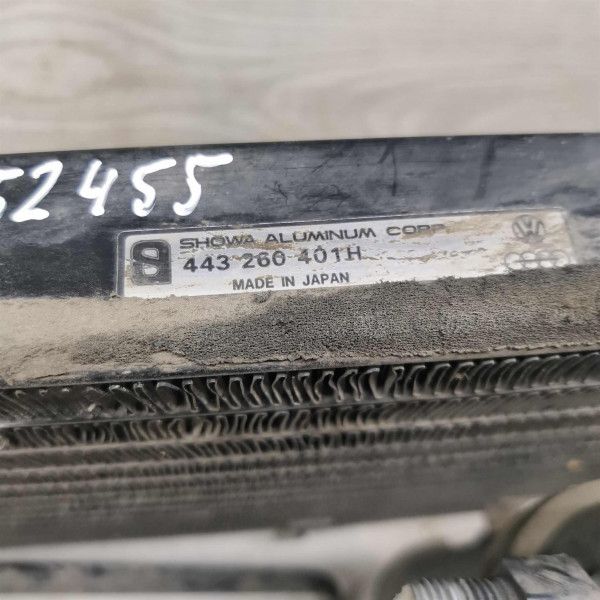 52455
SHOWA ALUMINUM CORP
443 260 401H
MADE IN JAPAN